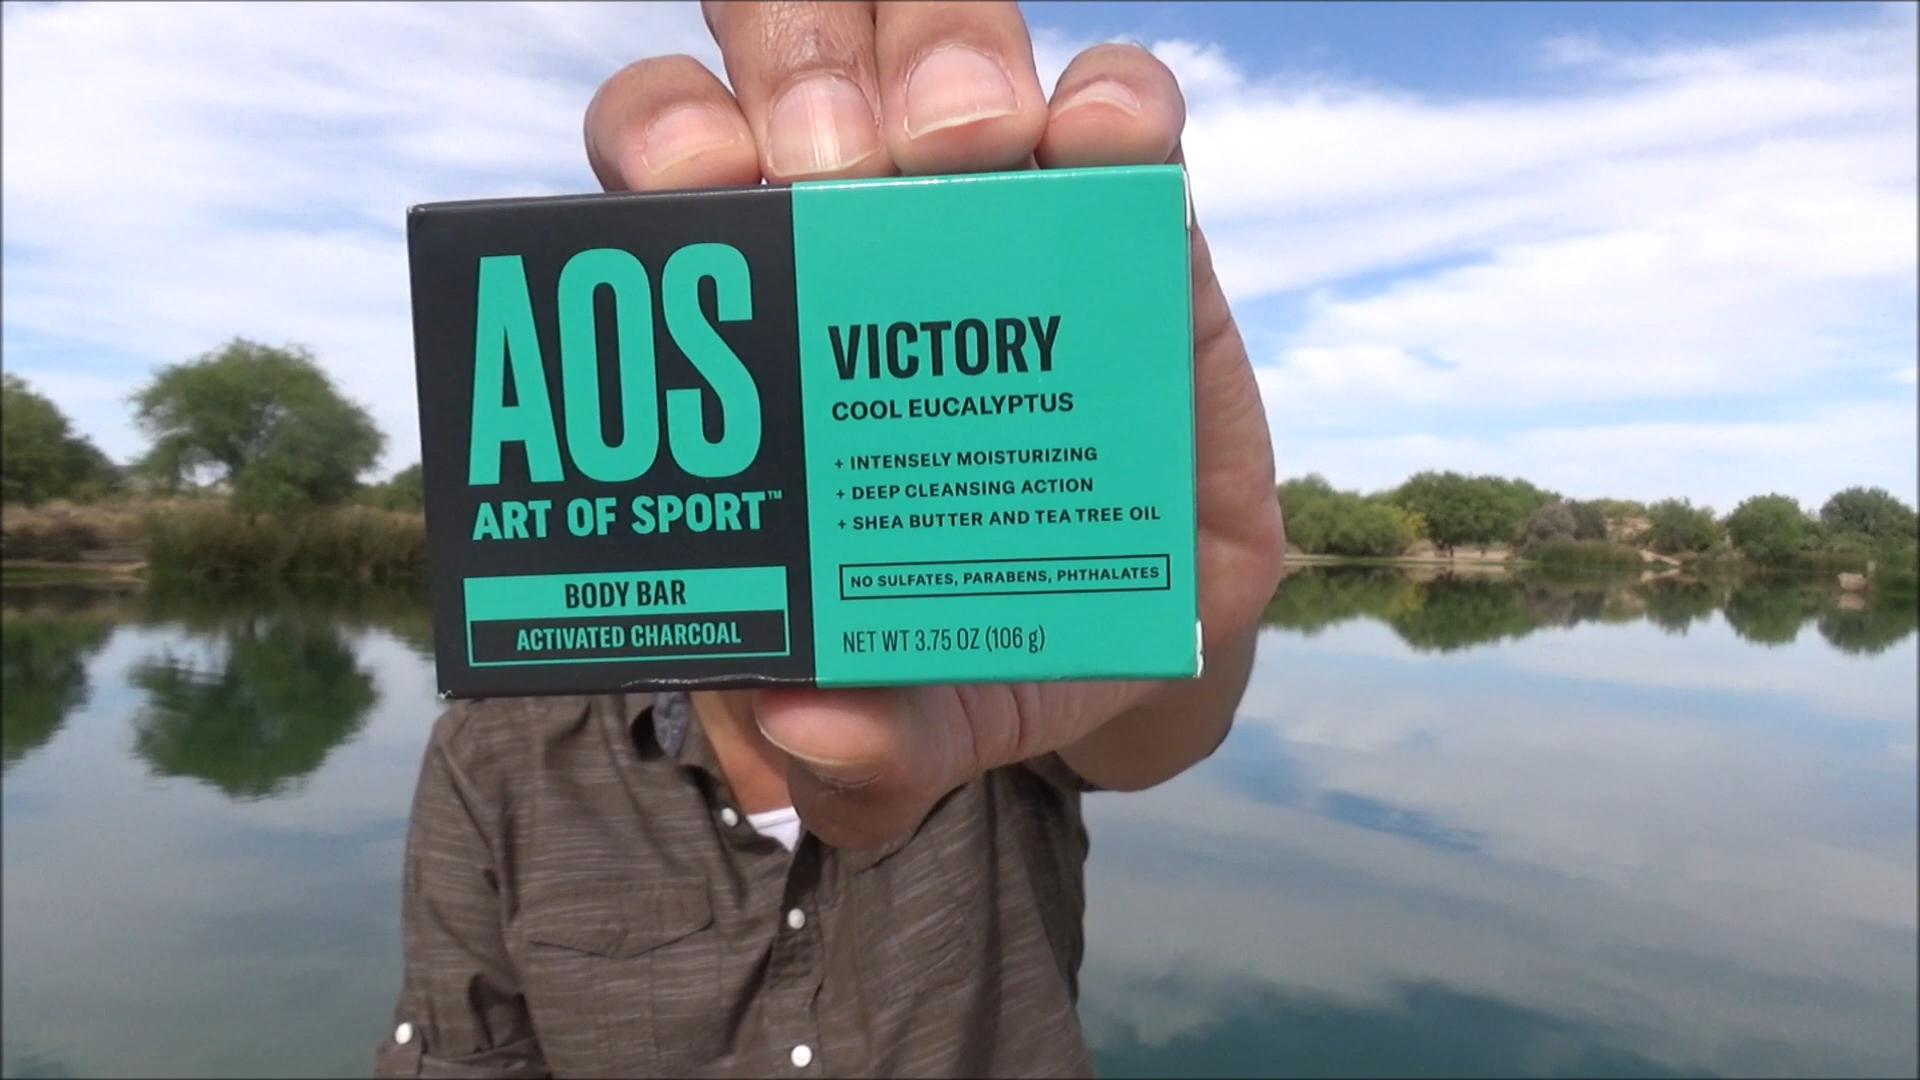 AOS
ART OF SPORT™
BODY BAR
ACTIVATED CHARCOAL
VICTORY
COOL EUCALYPTUS
+ INTENSELY MOISTURIZING
+ DEEP CLEANSING ACTION
+ SHEA BUTTER AND TEA TREE OIL
NO SULFATES, PARABENS, PHTHALATES
NET WT 3.75 OZ (106 g)